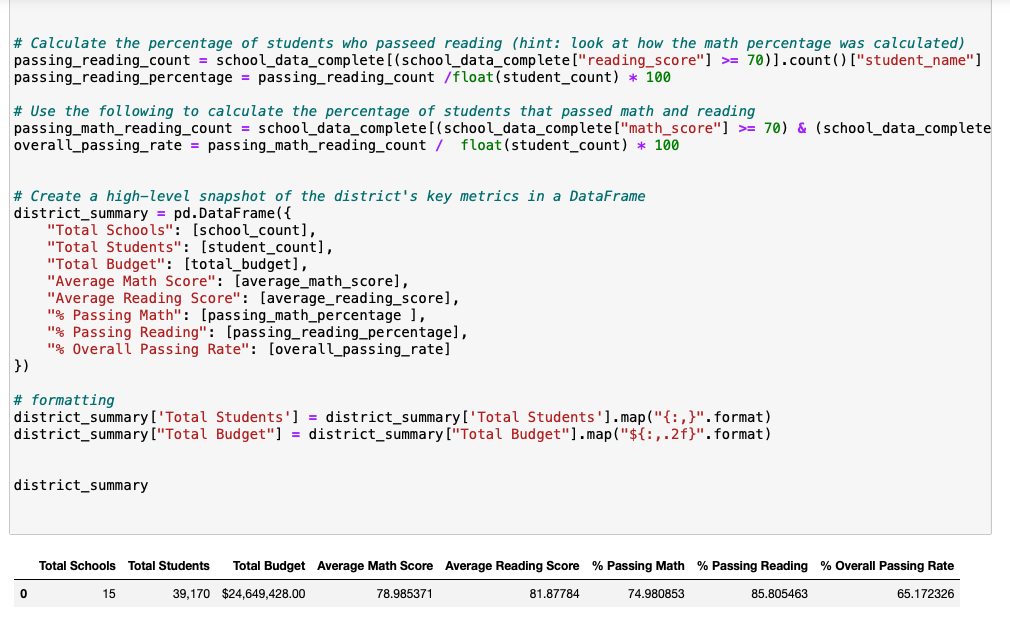 # Calculate the percentage of students who passeed reading (hint: look at how the math percentage was calculated)
passing_reading_count = school_data_complete[(school_data_complete["reading_score"] >= 70)].count()["student_name"]
passing_reading_percentage = passing_reading_count /float(student_count) * 100
# Use the following to calculate the percentage of students that passed math and reading
passing_math_reading_count = school_data_complete[(school_data_complete["math_score"] >= 70) & (school_data_complete
overall_passing_rate = passing_math_reading_count /  float(student_count) * 100
# Create a high-level snapshot of the district's key metrics in a DataFrame
district_summary = pd.DataFrame({
    "Total Schools": [school_count],
    "Total Students": [student_count],
    "Total Budget": [total_budget],
    "Average Math Score": [average_math_score],
    "Average Reading Score": [average_reading_score],
    "% Passing Math": [passing_math_percentage ],
    "% Passing Reading": [passing_reading_percentage],
    "% Overall Passing Rate": [overall_passing_rate]
})
# formatting
district_summary['Total Students'] = district_summary['Total Students'].map("{:,}".format)
district_summary["Total Budget"] = district_summary["Total Budget"].map("${:,.2f}".format)
district_summary
Total Schools Total Students Total Budget Average Math Score Average Reading Score % Passing Math % Passing Reading % Overall Passing Rate
0 15 39,170 $24,649,428.00 78.985371 81.87784 74.980853 85.805463 65.172326